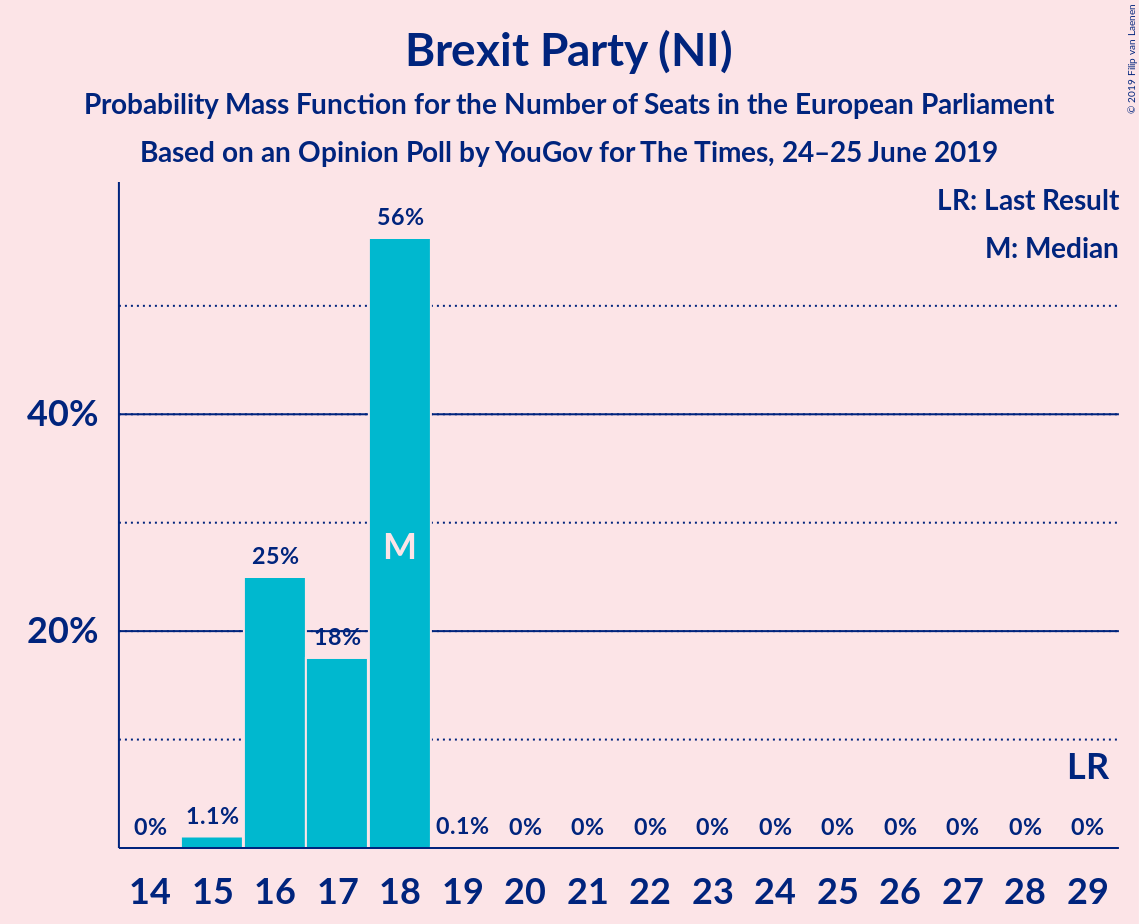 Brexit Party (NI)
Probability Mass Function for the Number of Seats in the European Parliament
Based on an Opinion Poll by YouGov for The Times, 24–25 June 2019
© 2019 Filip van Laenen
LR: Last Result
M: Median
56%
40%
M
25%
20%
18%
LR
0%
1.1%
0.1%
0%
0%
0%
0%
0%
0%
0%
0%
0%
0%
14 15 16 17 18 19 20 21 22 23 24 25 26 27 28 29